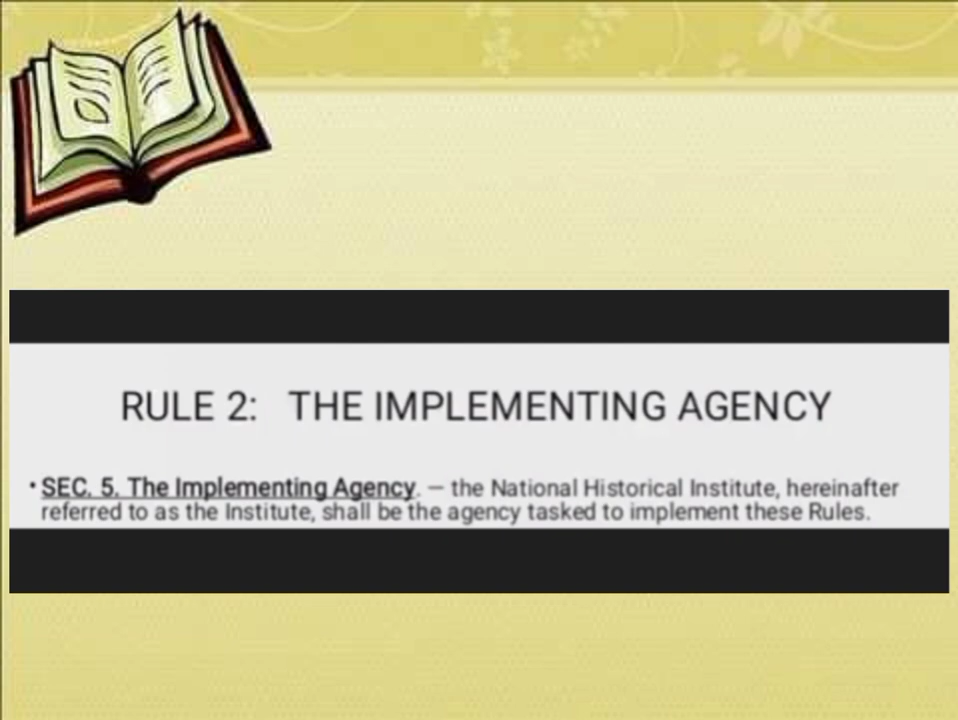 RULE 2: THE IMPLEMENTING AGENCY
• SEC. 5. The Implementing Agency. – the National Historical Institute, hereinafter
referred to as the Institute, shall be the agency tasked to implement these Rules.